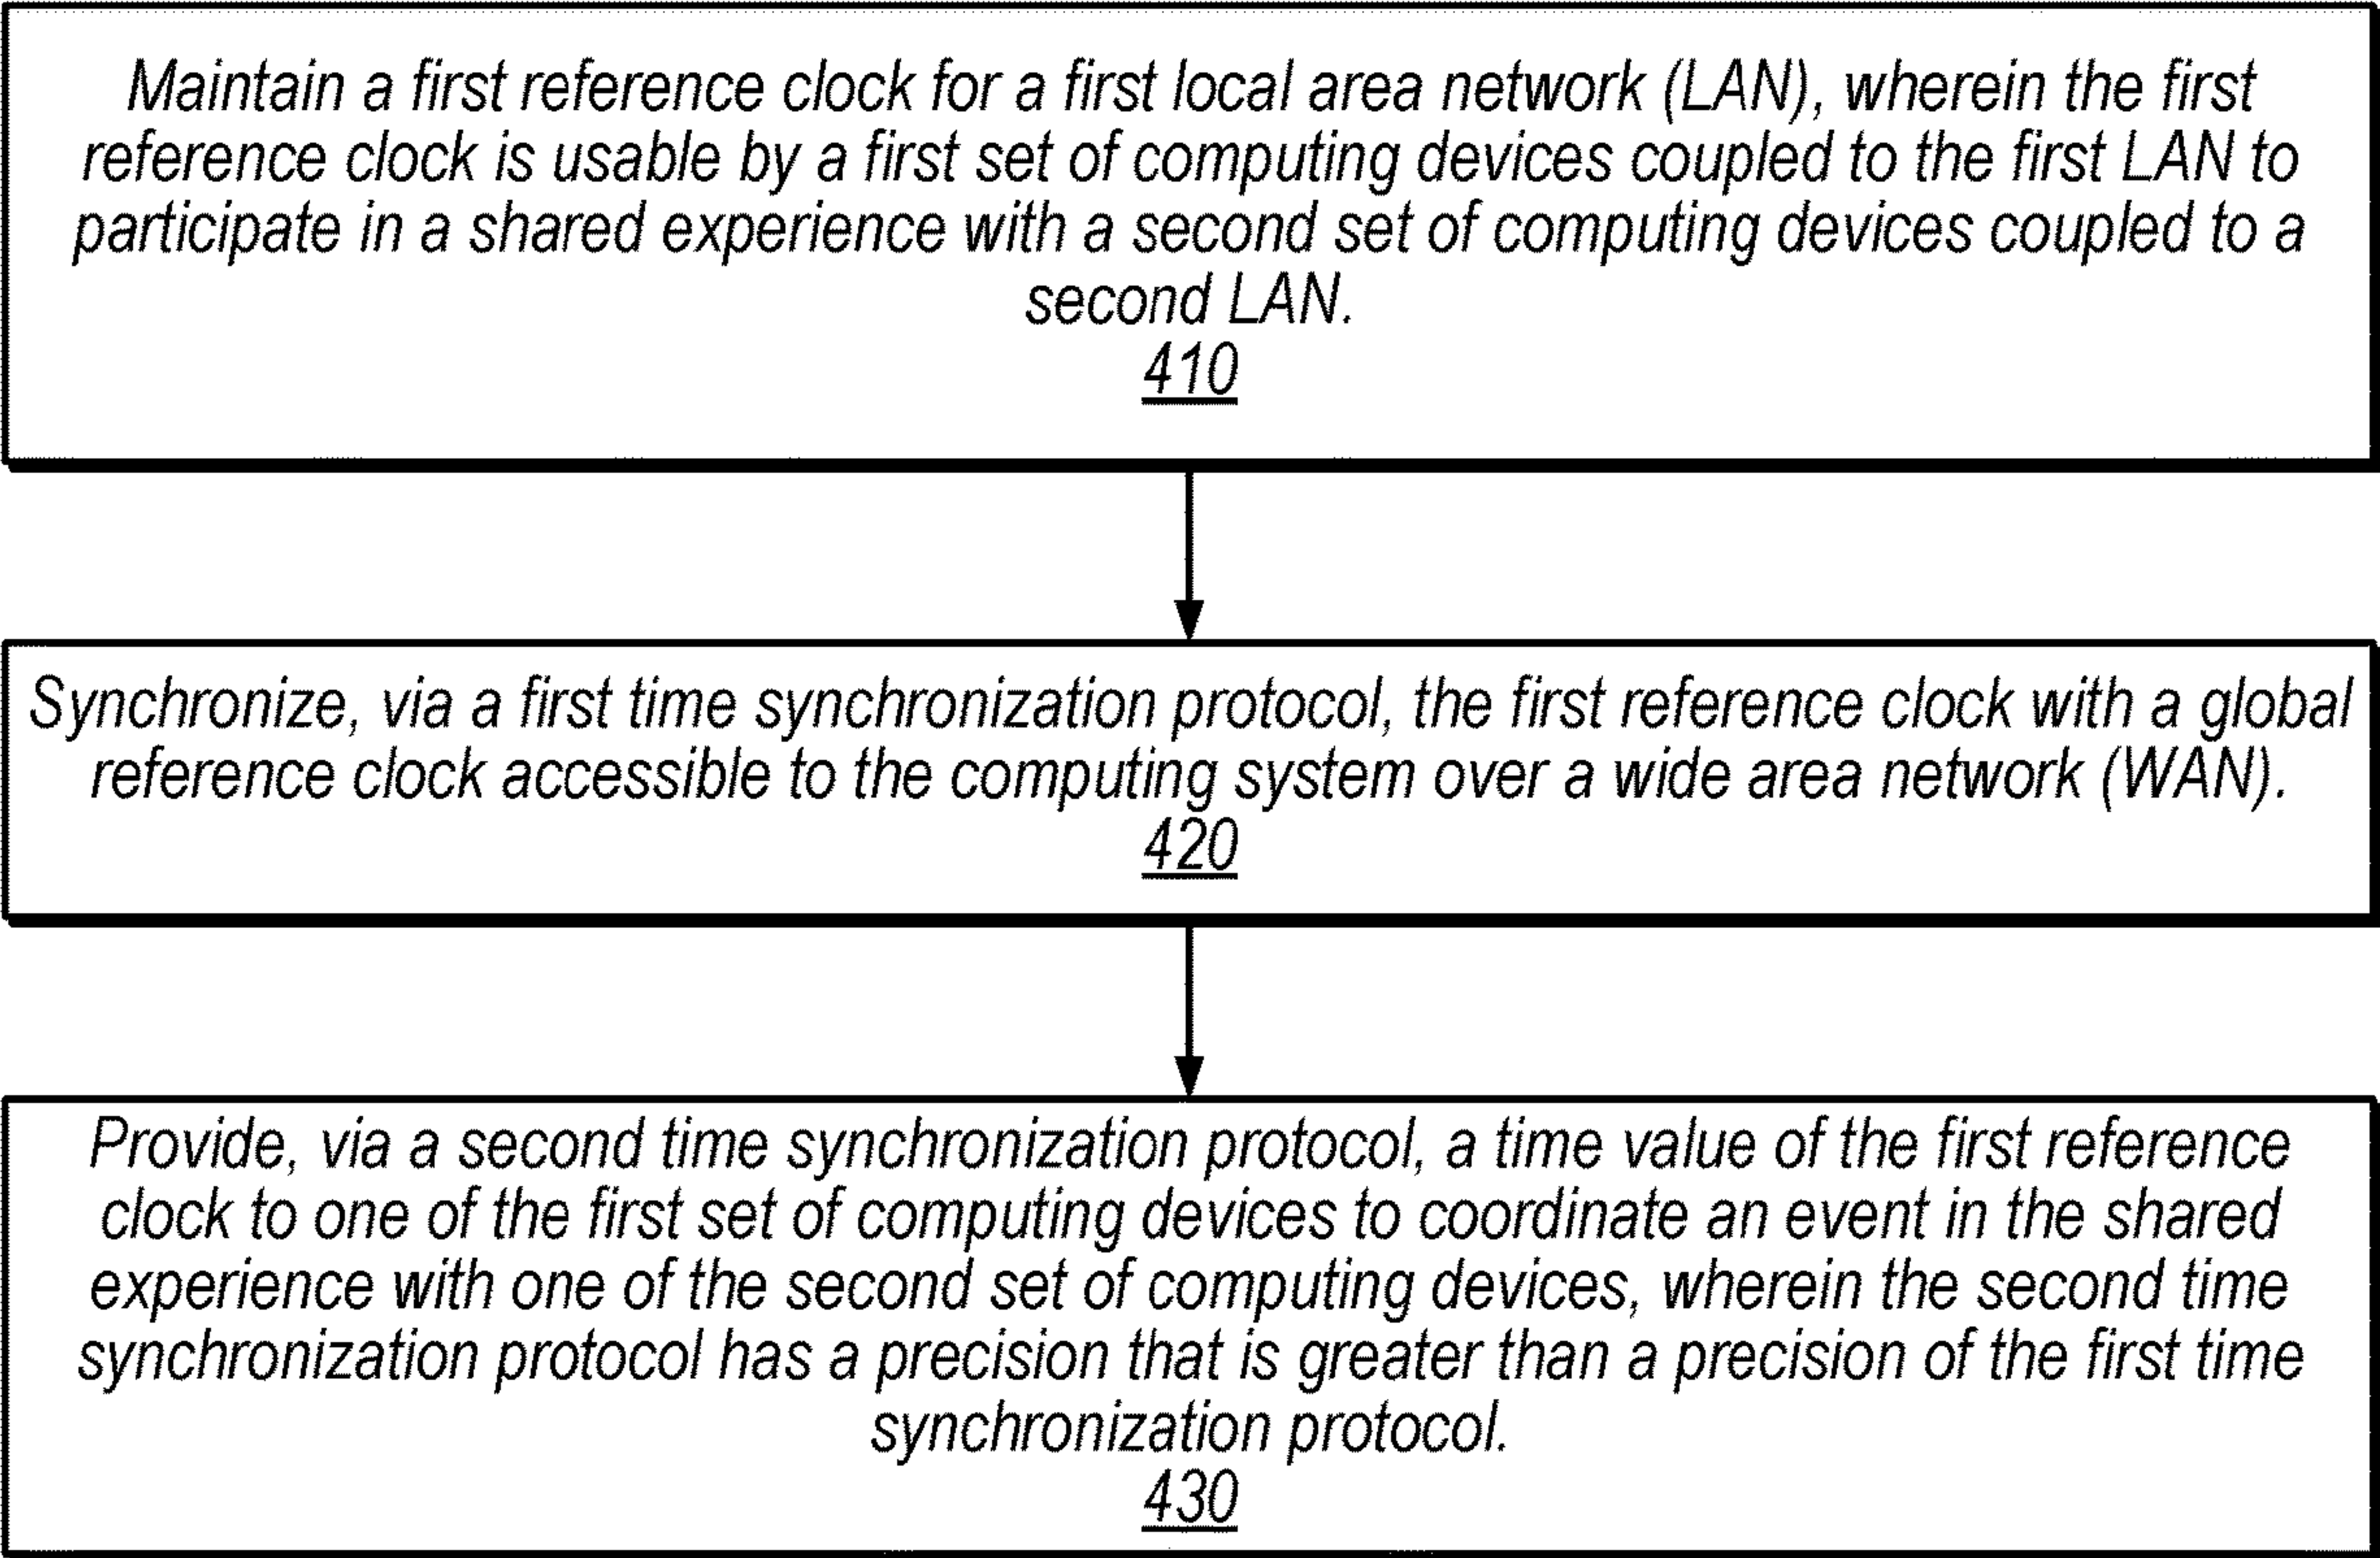 Maintain a first reference clock for a first local area network (LAN), wherein the first
reference clock is usable by a first set of computing devices coupled to the first LAN to
participate in a shared experience with a second set of computing devices coupled to a
second LAN.
410
Synchronize, via a first time synchronization protocol, the first reference clock with a global
reference clock accessible to the computing system over a wide area network (WAN).
420
Provide, via a second time synchronization protocol, a time value of the first reference
clock to one of the first set of computing devices to coordinate an event in the shared
experience with one of the second set of computing devices, wherein the second time
synchronization protocol has a precision that is greater than a precision of the first time
synchronization protocol.
430